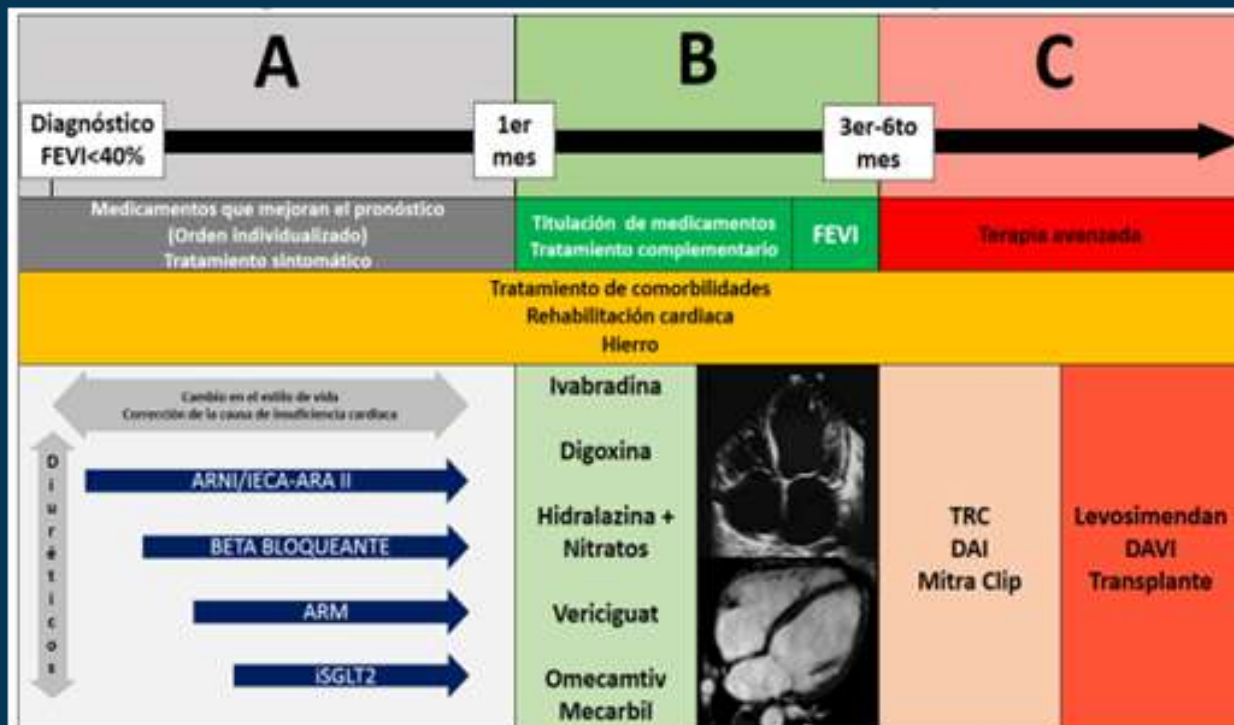 A
B
C
Diagnóstico
FEVI<40%
1er
mes
3er-6to
mes
Medicamentos que mejoran el pronóstico
(Orden individualizado)
Tratamiento sintomático
Titulación de medicamentos
Tratamiento complementario
FEVI
Terapia avanzada
Tratamiento de comorbilidades
Rehabilitación cardiaca
Hierro
Cambio en el estilo de vida
Corrección de la causa de insuficiencia cardiaca
Diuréticos
ARNI/IECA-ARA II
BETA BLOQUEANTE
ARM
iSGLT2
Ivabradina
Digoxina
Hidralazina +
Nitratos
Vericiguat
Omecamtiv
Mecarbil
TRC
DAI
Mitra Clip
Levosimendan
DAVI
Transplante